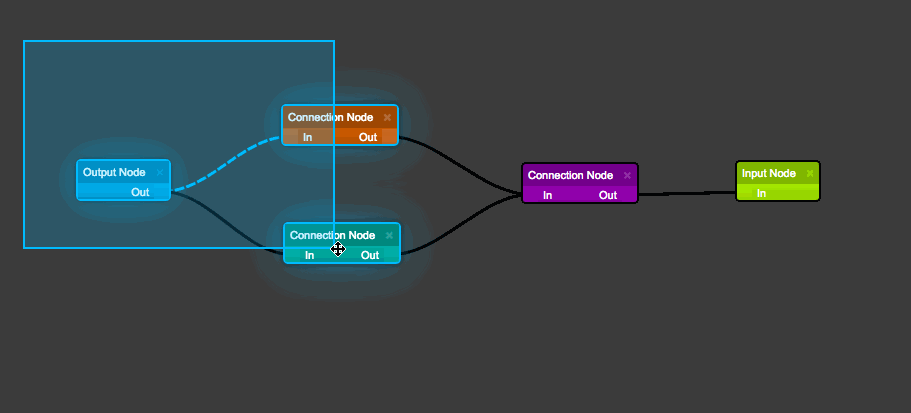 Connection Node ×
In Out
Output Node ×
Out
Connection Node ×
In Out
Connection Node ×
In Out
Input Node ×
In